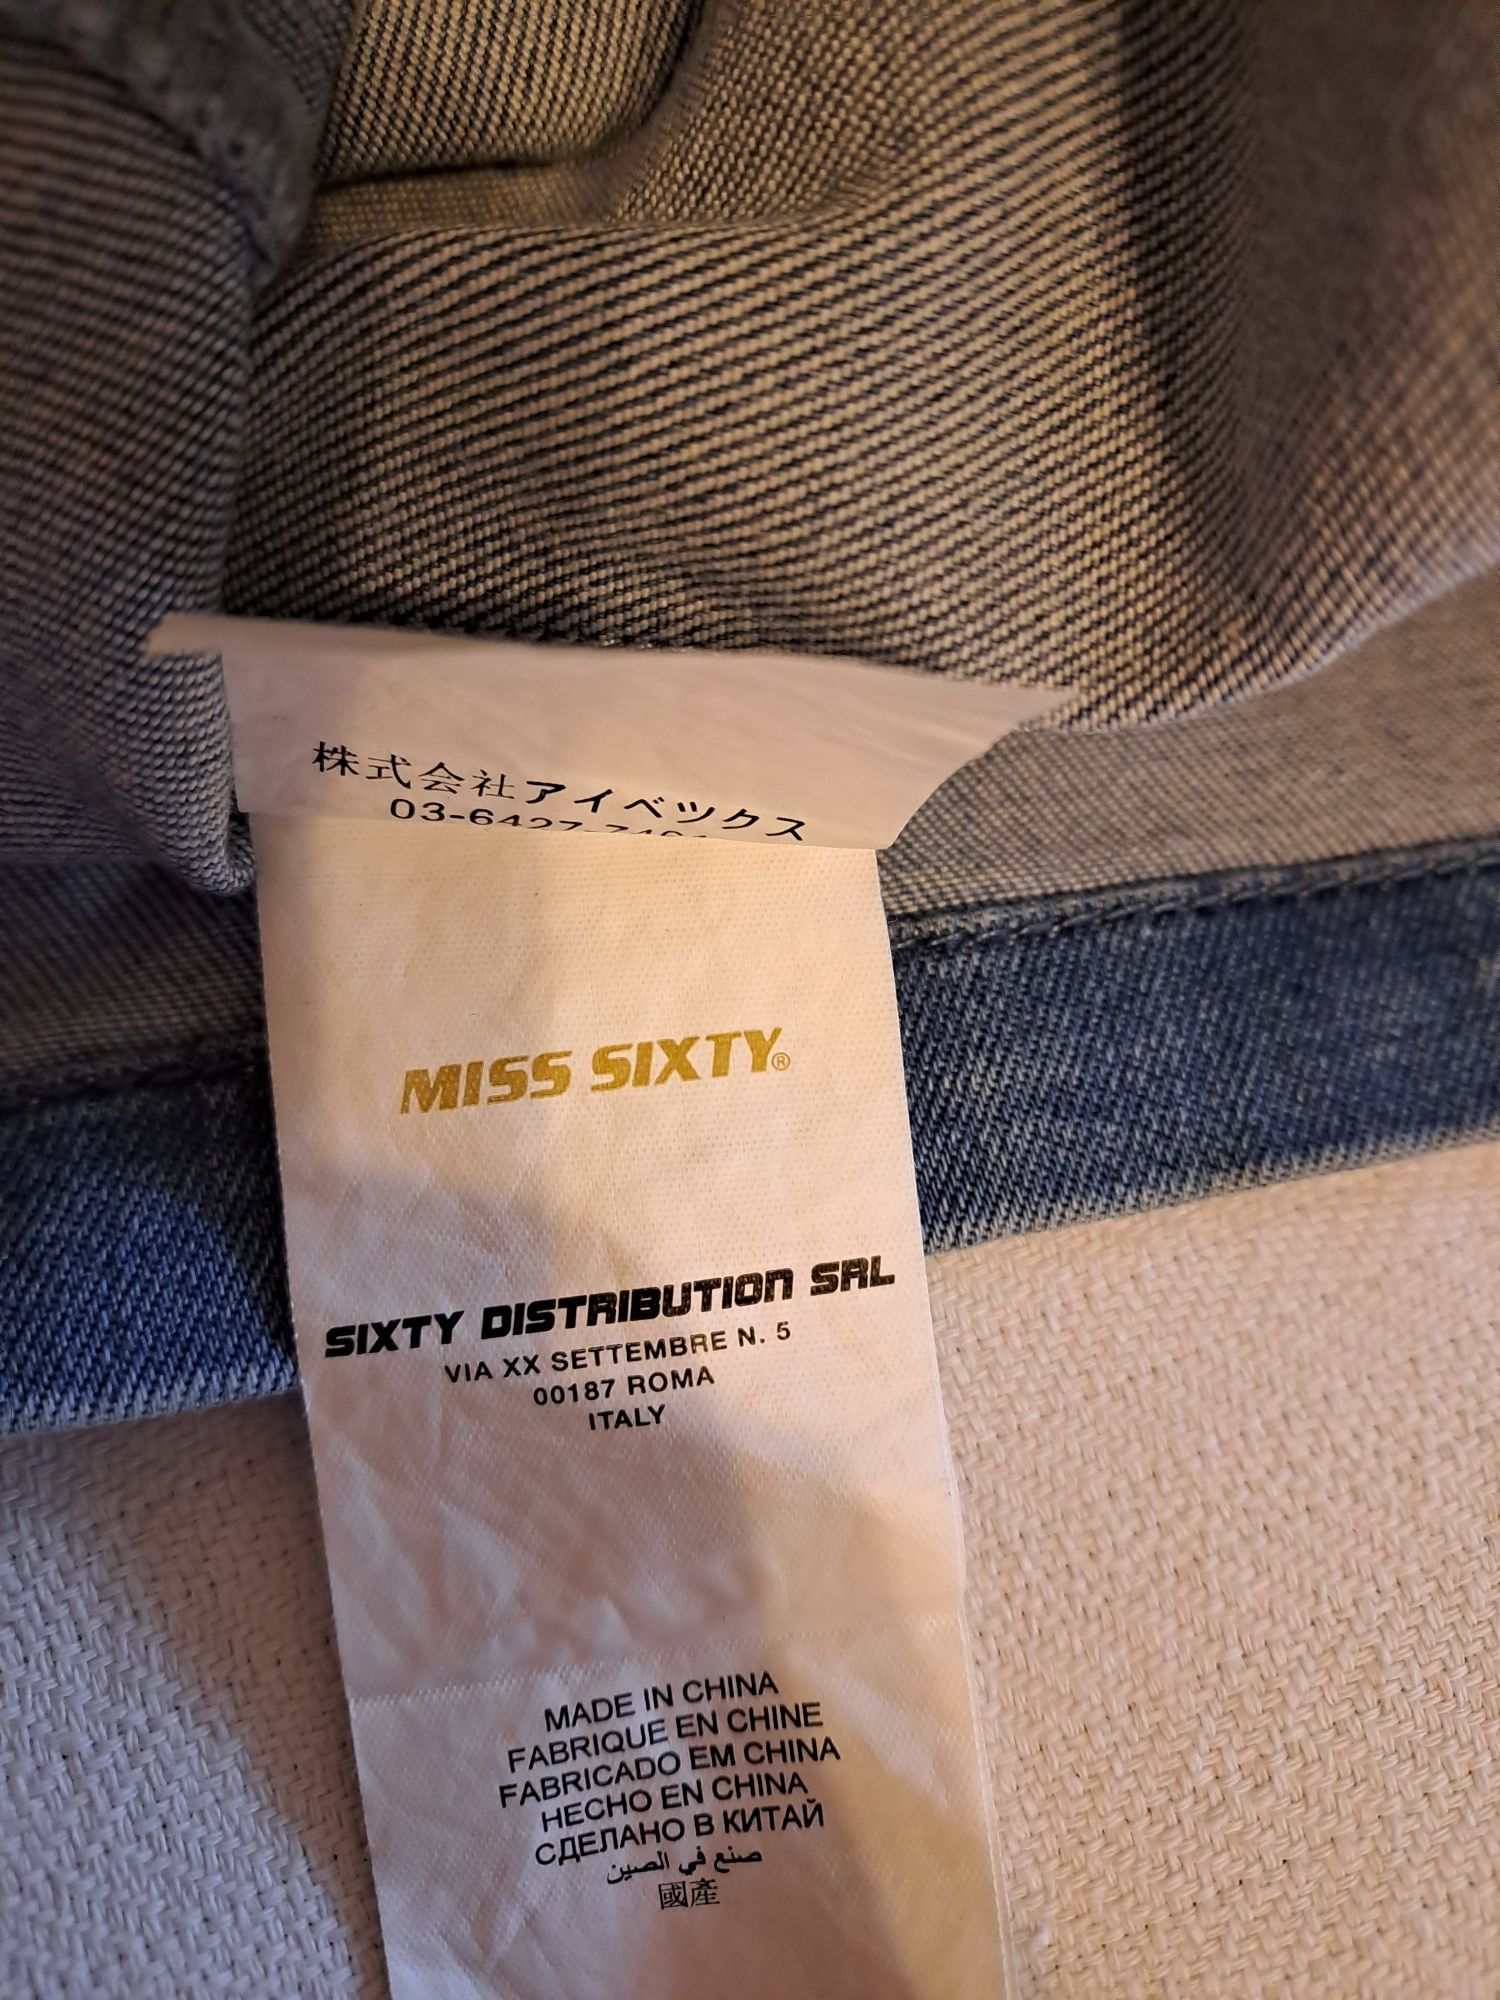 株式会社アイベックス
MISS SIXTY®
SIXTY DISTRIBUTION SRL
VIA XX SETTEMBRE N. 5
00187 ROMA
ITALY
MADE IN CHINA
FABRIQUE EN CHINE
FABRICADO EM CHINA
HECHO EN CHINA
СДЕЛАНО В КИТАЙ
صنع في الصين
國產